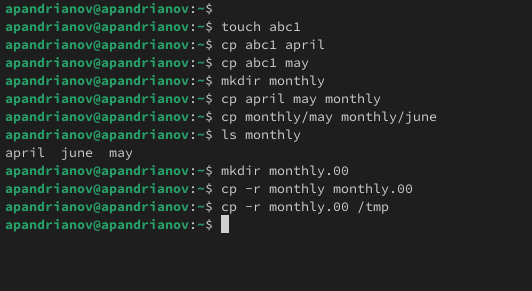 apandrianov@apandrianov:~$
apandrianov@apandrianov:~$ touch abc1
apandrianov@apandrianov:~$ cp abc1 april
apandrianov@apandrianov:~$ cp abc1 may
apandrianov@apandrianov:~$ mkdir monthly
apandrianov@apandrianov:~$ cp april may monthly
apandrianov@apandrianov:~$ cp monthly/may monthly/june
apandrianov@apandrianov:~$ ls monthly
april  june  may
apandrianov@apandrianov:~$ mkdir monthly.00
apandrianov@apandrianov:~$ cp -r monthly monthly.00
apandrianov@apandrianov:~$ cp -r monthly.00 /tmp
apandrianov@apandrianov:~$